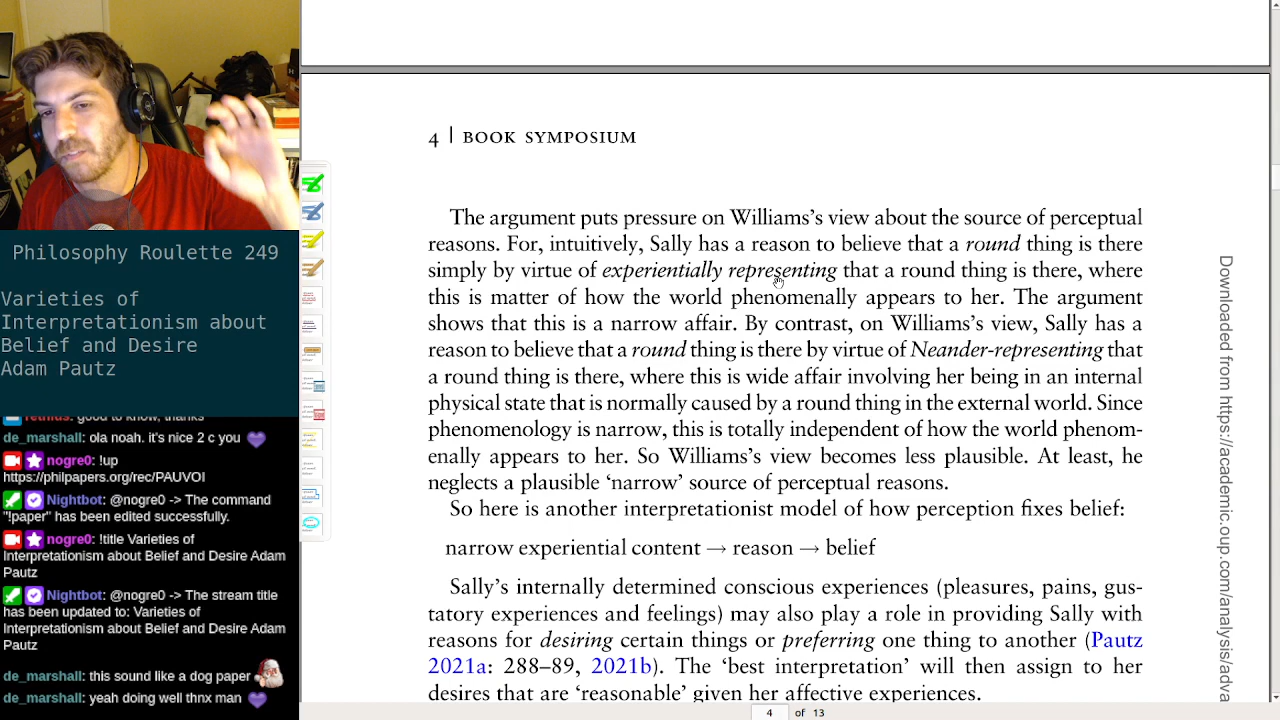 Philosophy Roulette 249
Varieties of
Interpretationism about
Belief and Desire
Adam Pautz
good to know, thanks
de_marshall: ola noah. it's nice 2 c you
nogre0: !up
https://philpapers.org/rec/PAUVOI
Nightbot: @nogre0 -> The command
"!paper" has been edited successfully.
nogre0: !title Varieties of
Interpretationism about Belief and Desire Adam
Pautz
Nightbot: @nogre0 -> The stream title
has been updated to: Varieties of
Interpretationism about Belief and Desire Adam
Pautz
de_marshall: this sound like a dog paper
de_marshall: yeah doing well thnx man
4 | BOOK SYMPOSIUM
The argument puts pressure on Williams's view about the source of perceptual
reasons. For, intuitively, Sally has a reason to believe that a round thing is there
simply by virtue of experientially representing that a round thing is there, where
this is matter of how the world phenomenally appears to her. The argument
shows that this is a narrow affair. By contrast, on Williams's view, Sally has a
reason to believe that a round thing is there by virtue of Neander-representing that
a round thing is there, where this is a wide affair involving her being in an internal
physical state that is normally caused by a round thing in the external world. Since
phenomenology is narrow, this is totally independent of how the world phenom-
enally appears to her. So Williams's view becomes less plausible. At least, he
neglects a plausible 'narrow' source of perceptual reasons.
So here is another interpretationist model of how perception fixes belief:
narrow experiential content → reason → belief
Sally's internally determined conscious experiences (pleasures, pains, gus-
tatory experiences and feelings) may also play a role in providing Sally with
reasons for desiring certain things or preferring one thing to another (Pautz
2021a: 288–89, 2021b). The 'best interpretation' will then assign to her
desires that are 'reasonable' given her affective experiences.
Downloaded from https://academic.oup.com/analysis/adva
4 of 13